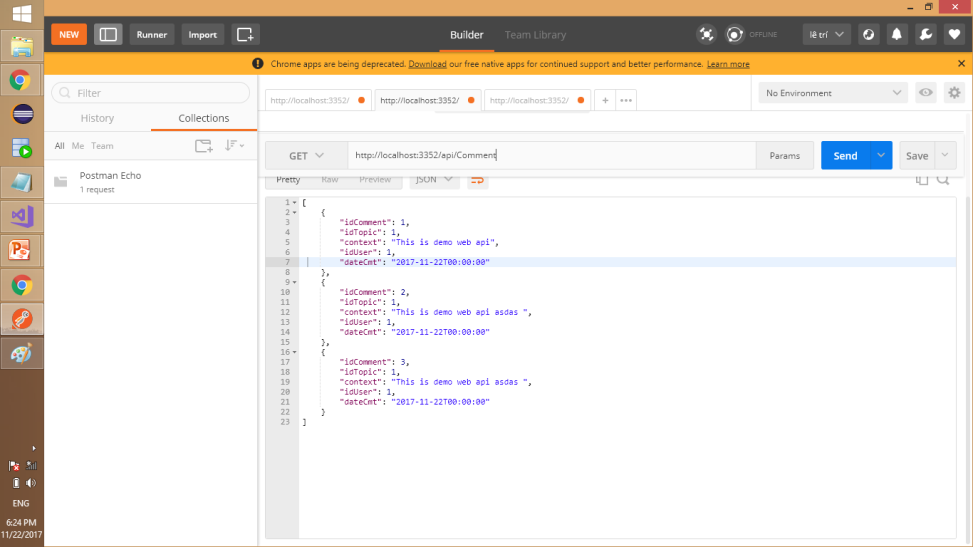 NEW
Runner
Import
Builder
Team Library
OFFLINE
lê trí
Chrome apps are being deprecated. Download our free native apps for continued support and better performance. Learn more
Filter
History
Collections
All Me Team
Postman Echo
1 request
http://localhost:3352/
http://localhost:3352/
http://localhost:3352/
No Environment
GET
http://localhost:3352/api/Comment
Params
Send
Save
Pretty
Raw
Preview
JSON
1 [
2 {
3 "idComment": 1,
4 "idTopic": 1,
5 "context": "This is demo web api",
6 "idUser": 1,
7 "dateCmt": "2017-11-22T00:00:00"
8 },
9 {
10 "idComment": 2,
11 "idTopic": 1,
12 "context": "This is demo web api asdas ",
13 "idUser": 1,
14 "dateCmt": "2017-11-22T00:00:00"
15 },
16 {
17 "idComment": 3,
18 "idTopic": 1,
19 "context": "This is demo web api asdas ",
20 "idUser": 1,
21 "dateCmt": "2017-11-22T00:00:00"
22 }
23 ]
ENG
6:24 PM
11/22/2017